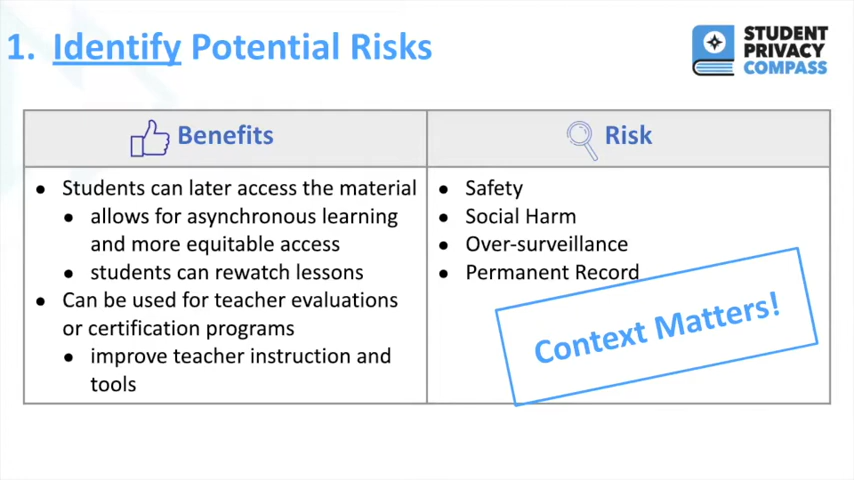 1. Identify Potential Risks
STUDENT
PRIVACY
COMPASS
Benefits
Risk
● Students can later access the material
● allows for asynchronous learning
and more equitable access
● students can rewatch lessons
● Can be used for teacher evaluations
or certification programs
● improve teacher instruction and
tools
● Safety
● Social Harm
● Over-surveillance
● Permanent Record
Context Matters!